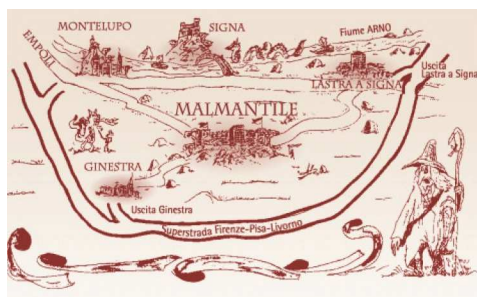 MONTELUPO
SIGNA
Fiume ARNO
EMPOLI
Uscita
Lastra a Signa
LASTRA A SIGNA
MALMANTILE
GINESTRA
Uscita Ginestra
Superstrada Firenze-Pisa-Livorno